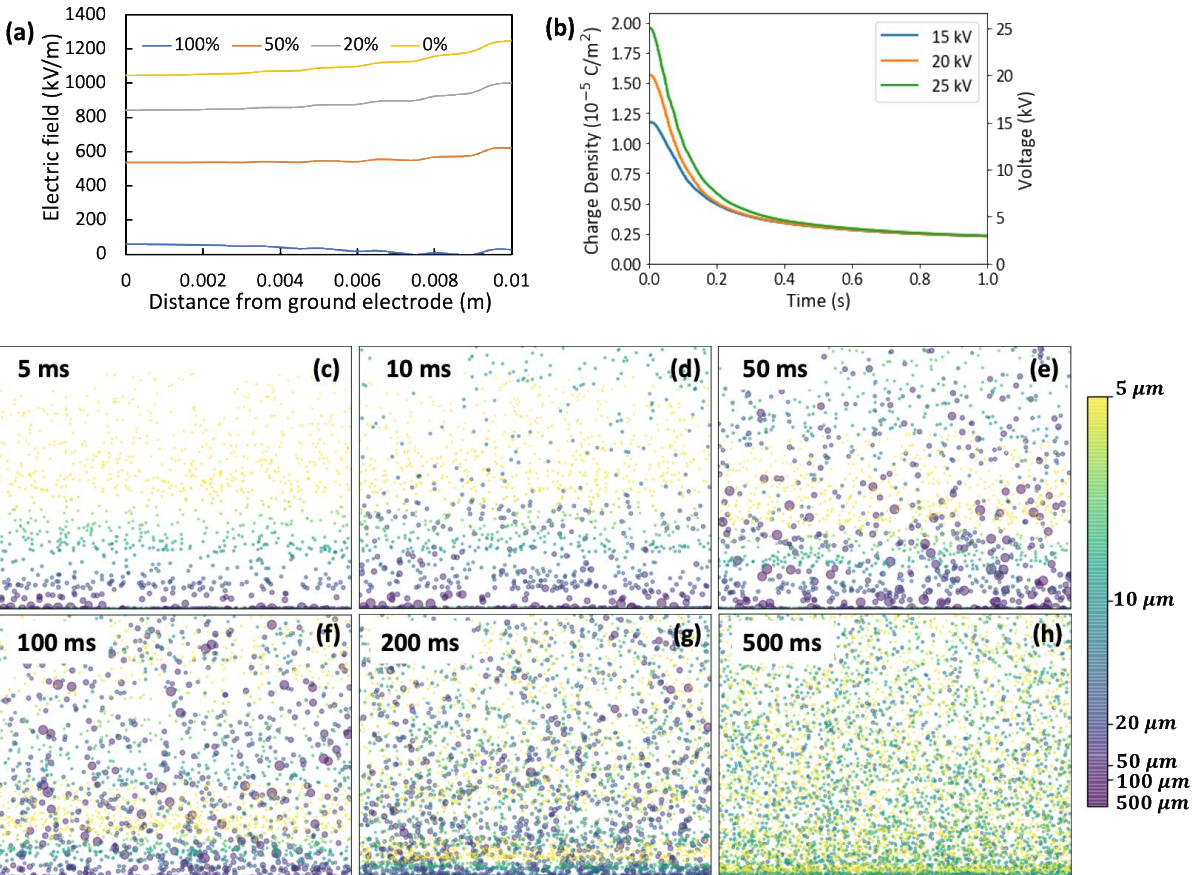 (a)
1400
1200
1000
800
600
400
200
0
Electric field (kV/m)
100% 50% 20% 0%
0 0.002 0.004 0.006 0.008 0.01
Distance from ground electrode (m)
(b)
2.00
1.75
1.50
1.25
1.00
0.75
0.50
0.25
0.00
Charge Density (10⁻⁵ C/m²)
15 kV
20 kV
25 kV
25
20
15
10
5
0
Voltage (kV)
0.0 0.2 0.4 0.6 0.8 1.0
Time (s)
5 ms (c)
10 ms (d)
50 ms (e)
100 ms (f)
200 ms (g)
500 ms (h)
5 μm
10 μm
20 μm
50 μm
100 μm
500 μm